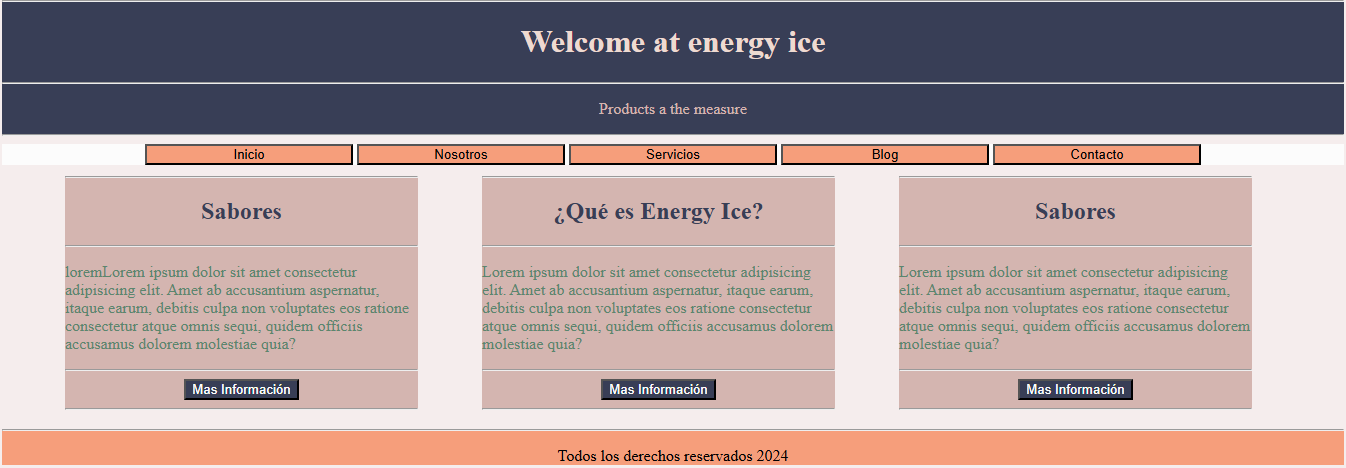 Welcome at energy ice
Products a the measure
Inicio
Nosotros
Servicios
Blog
Contacto
Sabores
loremLorem ipsum dolor sit amet consectetur
adipisicing elit. Amet ab accusantium aspernatur,
itaque earum, debitis culpa non voluptates eos ratione
consectetur atque omnis sequi, quidem officiis
accusamus dolorem molestiae quia?
Mas Información
¿Qué es Energy Ice?
Lorem ipsum dolor sit amet consectetur adipisicing
elit. Amet ab accusantium aspernatur, itaque earum,
debitis culpa non voluptates eos ratione consectetur
atque omnis sequi, quidem officiis accusamus dolorem
molestiae quia?
Mas Información
Sabores
Lorem ipsum dolor sit amet consectetur adipisicing
elit. Amet ab accusantium aspernatur, itaque earum,
debitis culpa non voluptates eos ratione consectetur
atque omnis sequi, quidem officiis accusamus dolorem
molestiae quia?
Mas Información
Todos los derechos reservados 2024